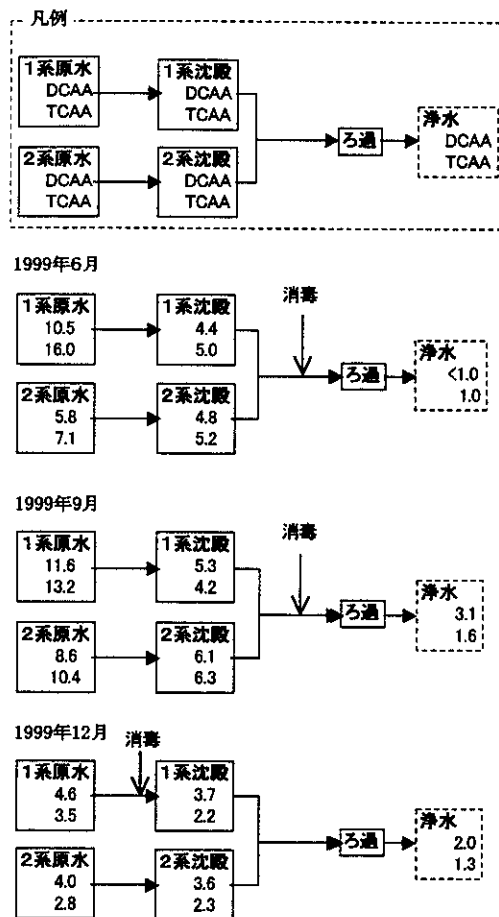 凡例
1系原水
DCAA
TCAA
1系沈殿
DCAA
TCAA
2系原水
DCAA
TCAA
2系沈殿
DCAA
TCAA
ろ過
浄水
DCAA
TCAA
1999年6月
1系原水
10.5
16.0
1系沈殿
4.4
5.0
2系原水
5.8
7.1
2系沈殿
4.8
5.2
消毒
ろ過
浄水
<1.0
1.0
1999年9月
1系原水
11.6
13.2
1系沈殿
5.3
4.2
2系原水
8.6
10.4
2系沈殿
6.1
6.3
消毒
ろ過
浄水
3.1
1.6
1999年12月
消毒
1系原水
4.6
3.5
1系沈殿
3.7
2.2
2系原水
4.0
2.8
2系沈殿
3.6
2.3
ろ過
浄水
2.0
1.3